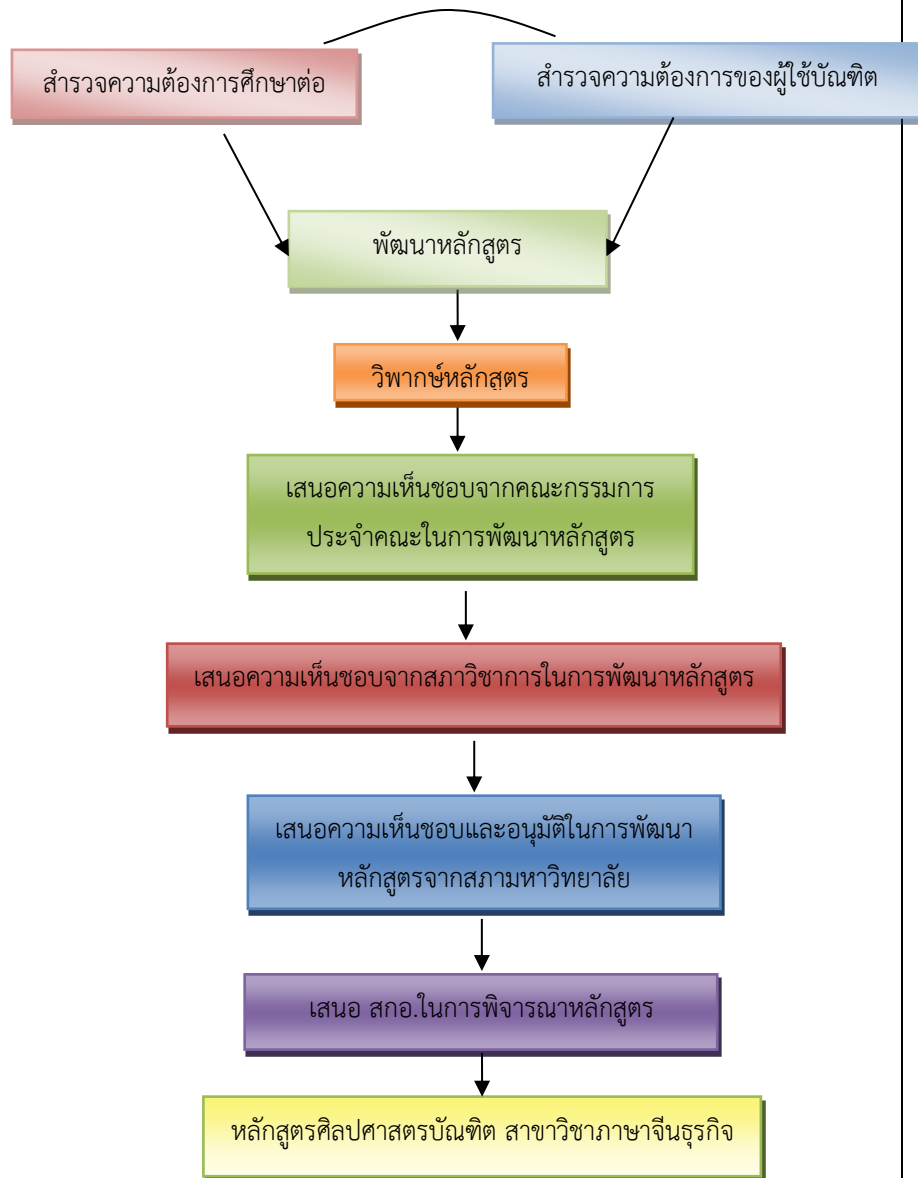 สำรวจความต้องการศึกษาต่อ
สำรวจความต้องการของผู้ใช้บัณฑิต
พัฒนาหลักสูตร
วิพากษ์หลักสูตร
เสนอความเห็นชอบจากคณะกรรมการ
ประจำคณะในการพัฒนาหลักสูตร
เสนอความเห็นชอบจากสภาวิชาการในการพัฒนาหลักสูตร
เสนอความเห็นชอบและอนุมัติในการพัฒนา
หลักสูตรจากสภามหาวิทยาลัย
เสนอ สกอ.ในการพิจารณาหลักสูตร
หลักสูตรศิลปศาสตรบัณฑิต สาขาวิชาภาษาจีนธุรกิจ